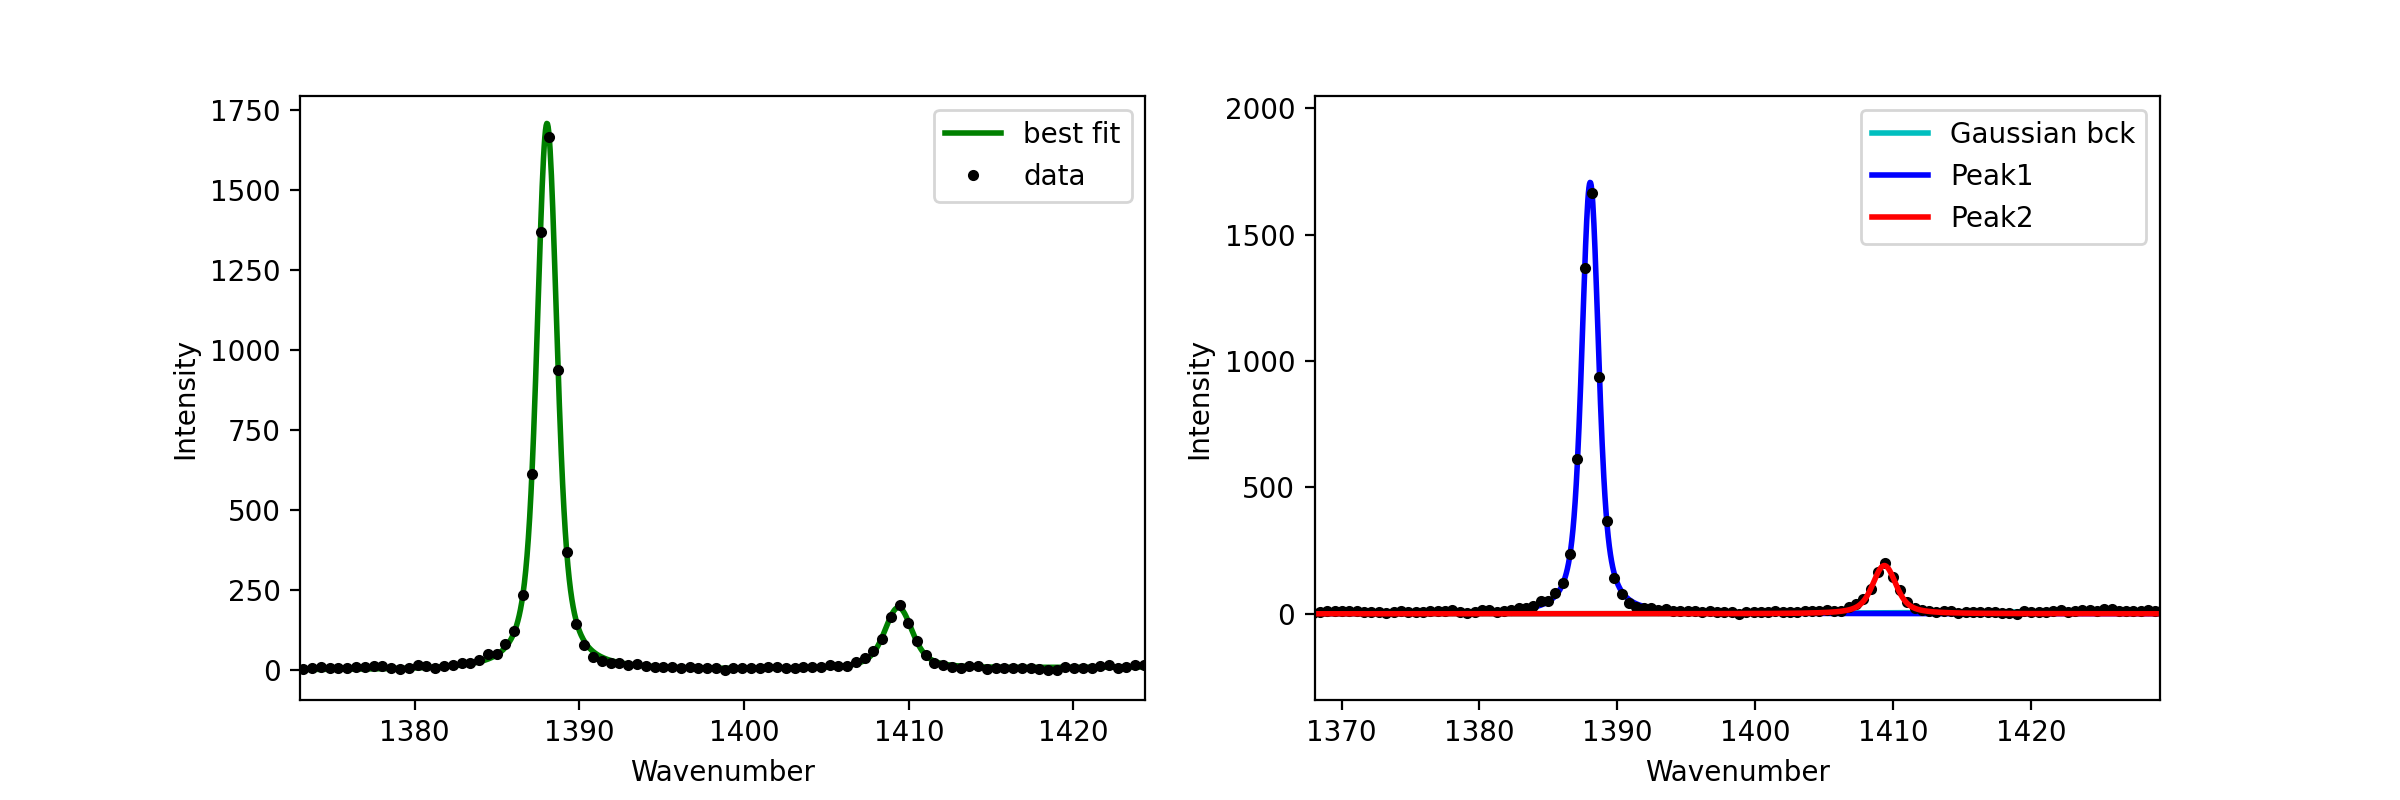 1750
1500
1250
1000
750
500
250
0
Intensity
1380 1390 1400 1410 1420
Wavenumber
best fit
data
2000
1500
1000
500
0
Intensity
1370 1380 1390 1400 1410 1420
Wavenumber
Gaussian bck
Peak1
Peak2